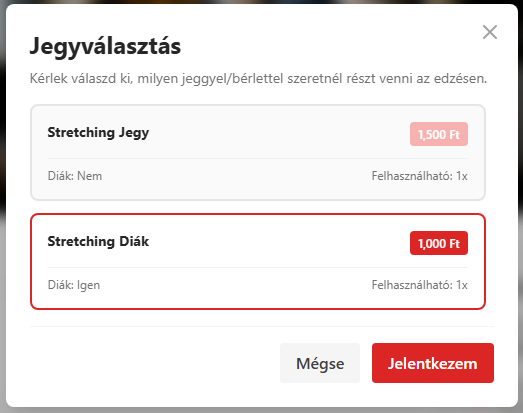 Jegyválasztás
Kérlek válaszd ki, milyen jeggyel/bérlettel szeretnél részt venni az edzésen.
Stretching Jegy 1,500 Ft
Diák: Nem Felhasználható: 1x
Stretching Diák 1,000 Ft
Diák: Igen Felhasználható: 1x
Mégse Jelentkezem